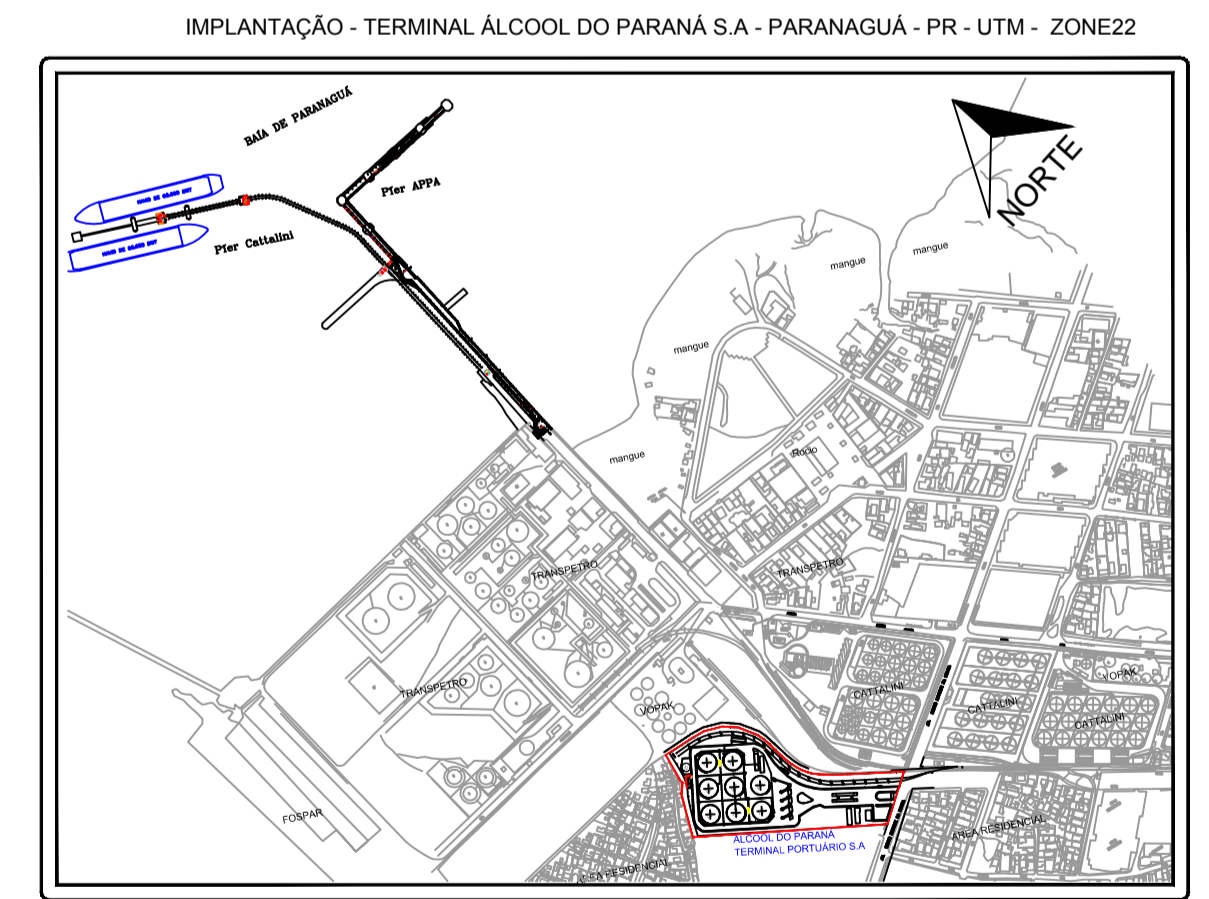 IMPLANTAÇÃO - TERMINAL ÁLCOOL DO PARANÁ S.A - PARANAGUÁ - PR - UTM - ZONE22
BAÍA DE PARANAGUÁ
Píer APPA
Píer Cattalini
NORTE
mangue
mangue
mangue
mangue
Rocio
TRANSPETRO
TRANSPETRO
TRANSPETRO
VOPAK
VOPAK
CATTALINI
CATTALINI
CATTALINI
FOSPAR
ÁLCOOL DO PARANÁ
TERMINAL PORTUÁRIO S.A
ÁREA RESIDENCIAL
ÁREA RESIDENCIAL